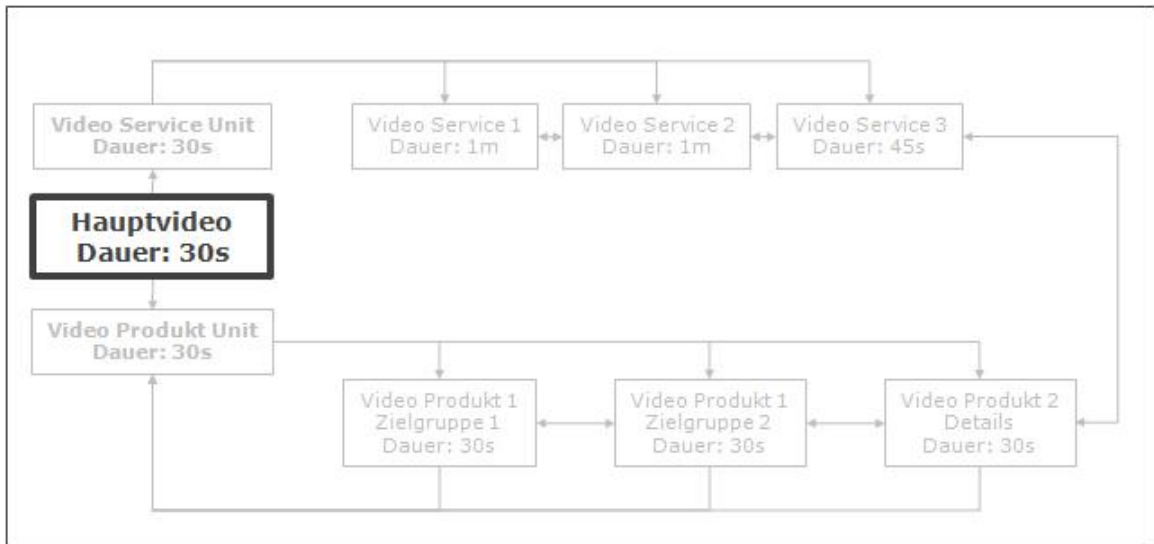 Video Service Unit
Dauer: 30s
Video Service 1
Dauer: 1m
Video Service 2
Dauer: 1m
Video Service 3
Dauer: 45s
Hauptvideo
Dauer: 30s
Video Produkt Unit
Dauer: 30s
Video Produkt 1
Zielgruppe 1
Dauer: 30s
Video Produkt 1
Zielgruppe 2
Dauer: 30s
Video Produkt 2
Details
Dauer: 30s